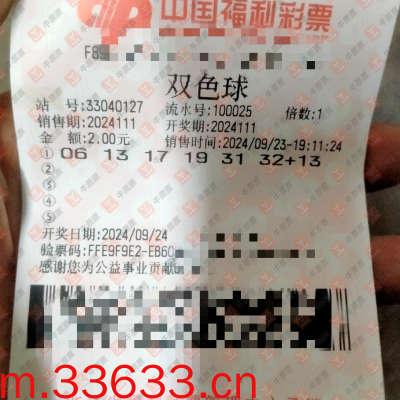 中国福利彩票
双色球
站 号:33040127 流水号:100025 倍数:1
销售期:2024111 开奖期:2024111
金 额:2.00元 销售时间:2024/09/23-19:11:24
① 06 13 17 19 31 32+13
②
③
④
⑤
开奖日期:2024/09/24
验票码:FFE9F9E2-EB60
感谢您为公益事业贡献
m.33633.cn